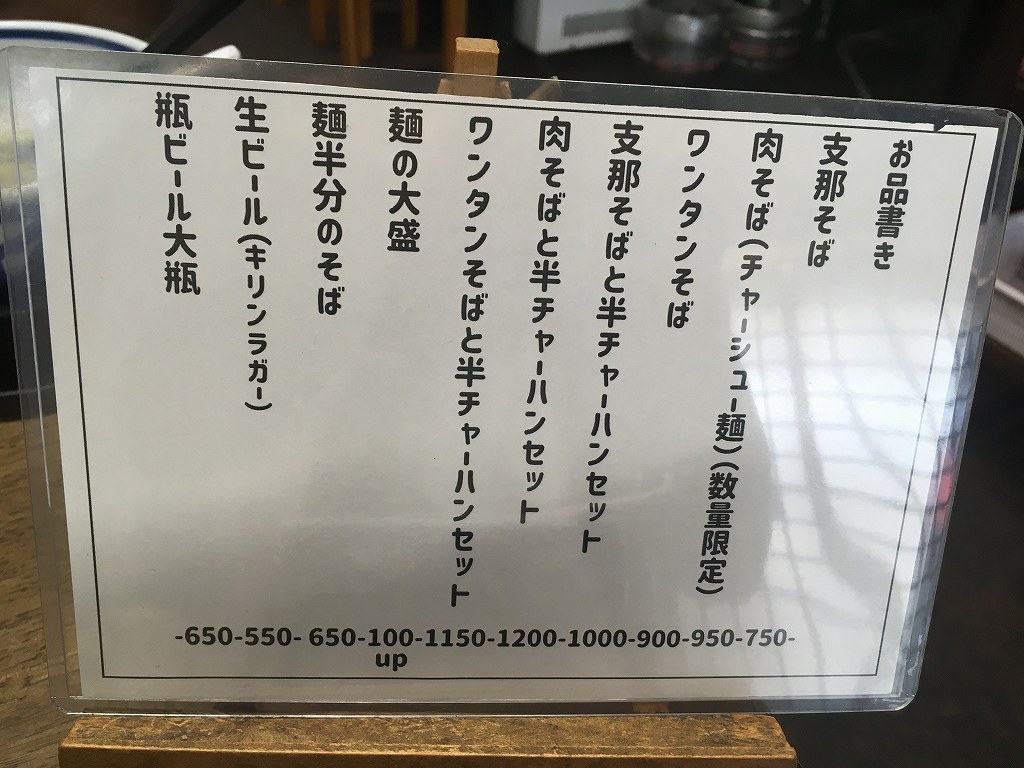 お品書き
支那そば
肉そば(チャーシュー麺)(数量限定)
ワンタンそば
支那そばと半チャーハンセット
肉そばと半チャーハンセット
ワンタンそばと半チャーハンセット
麺の大盛
麺半分のそば
生ビール(キリンラガー)
瓶ビール大瓶
-650-550- 650-100-1150-1200-1000-900-950-750-
up